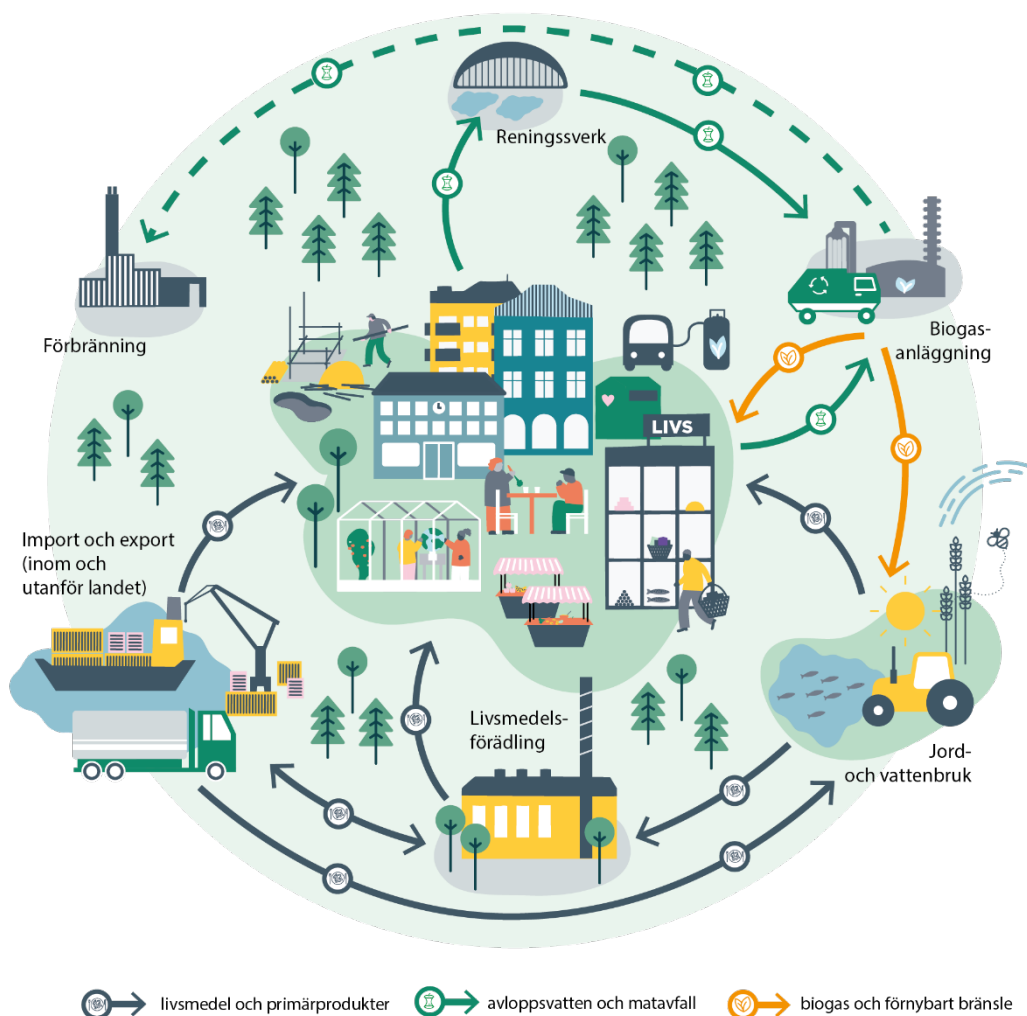 Reningssverk
Förbränning
Biogas-
anläggning
LIVS
Import och export
(inom och
utanför landet)
Livsmedels-
förädling
Jord-
och vattenbruk
livsmedel och primärprodukter
avloppsvatten och matavfall
biogas och förnybart bränsle